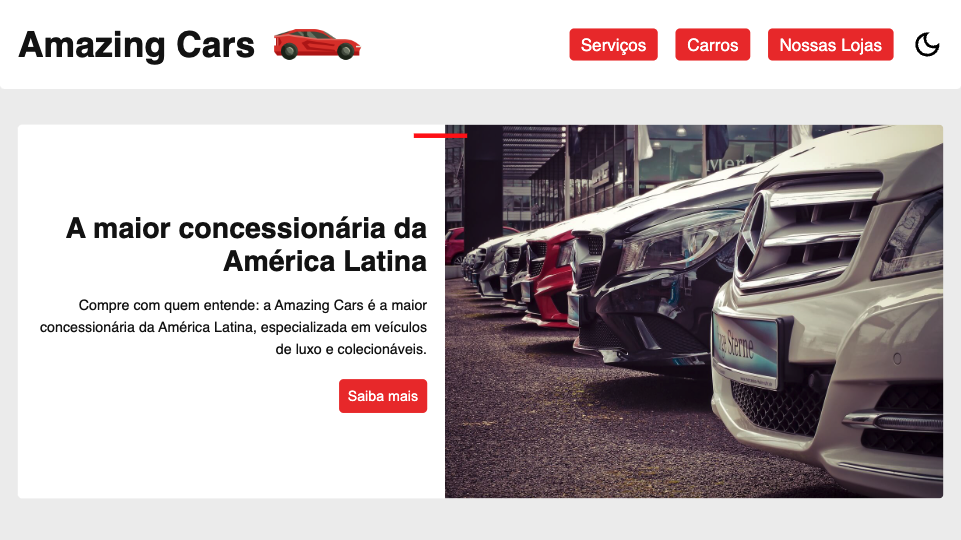 Amazing Cars
Serviços
Carros
Nossas Lojas
A maior concessionária da
América Latina
Compre com quem entende: a Amazing Cars é a maior
concessionária da América Latina, especializada em veículos
de luxo e colecionáveis.
Saiba mais
Sterne